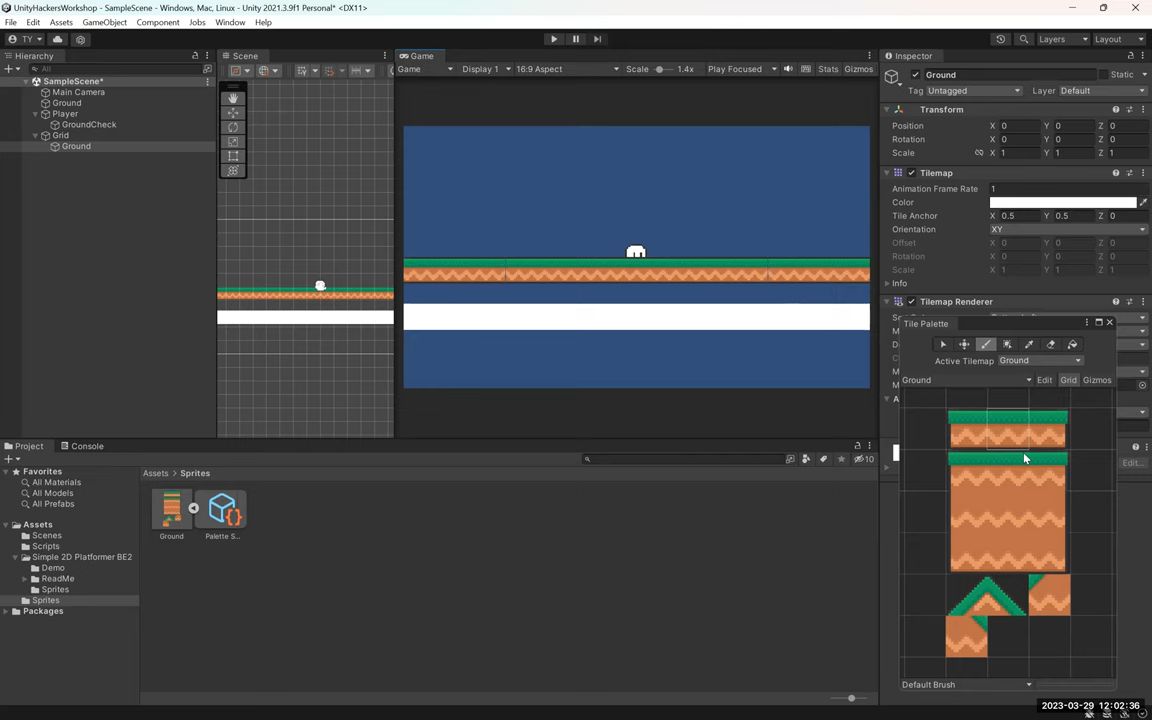 UnityHackersWorkshop - SampleScene - Windows, Mac, Linux - Unity 2021.3.9f1 Personal* <DX11>
File Edit Assets GameObject Component Jobs Window Help
TY Layers Layout
Hierarchy
All
SampleScene*
Main Camera
Ground
Player
GroundCheck
Grid
Ground
Scene
Game
Game Display 1 16:9 Aspect Scale 1.4x Play Focused Stats Gizmos
Inspector
Ground Static
Tag Untagged Layer Default
Transform
Position X 0 Y 0 Z 0
Rotation X 0 Y 0 Z 0
Scale X 1 Y 1 Z 1
Tilemap
Animation Frame Rate 1
Color
Tile Anchor X 0.5 Y 0.5 Z 0
Orientation XY
Offset X 0 Y 0 Z 0
Rotation X 0 Y 0 Z 0
Scale X 1 Y 1 Z 1
Info
Tilemap Renderer
Tile Palette
Active Tilemap Ground
Ground Edit Grid Gizmos
Edit...
Default Brush
Project Console
10
Favorites
All Materials
All Models
All Prefabs
Assets
Scenes
Scripts
Simple 2D Platformer BE2
Demo
ReadMe
Sprites
Sprites
Packages
Assets > Sprites
Ground Palette S...
2023-03-29 12:02:36